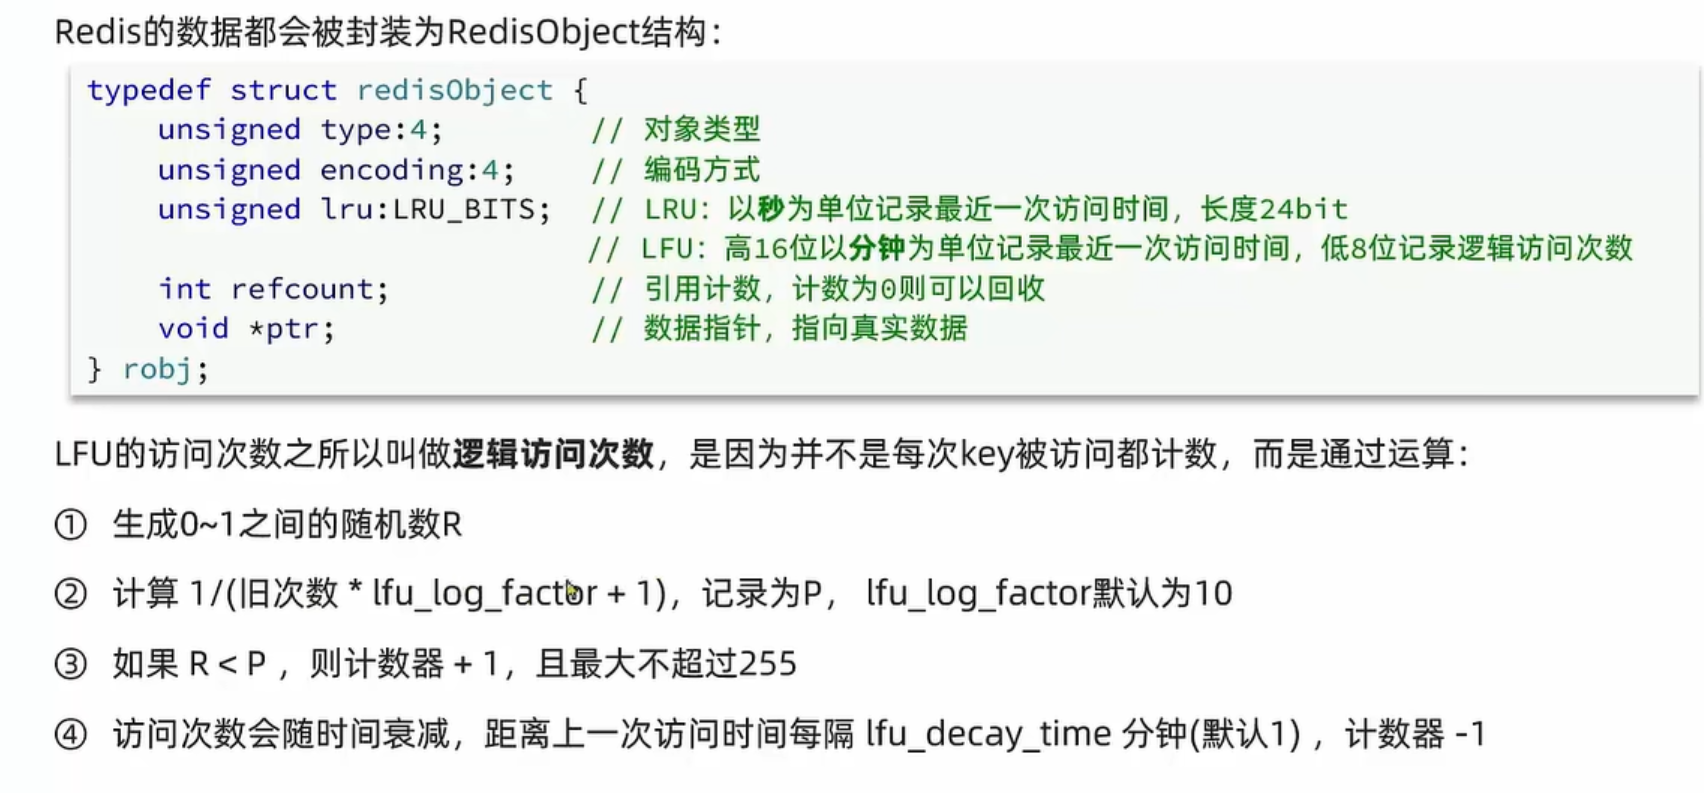 Redis的数据都会被封装为RedisObject结构：
typedef struct redisObject {
    unsigned type:4;        // 对象类型
    unsigned encoding:4;    // 编码方式
    unsigned lru:LRU_BITS;  // LRU：以秒为单位记录最近一次访问时间，长度24bit
                            // LFU：高16位以分钟为单位记录最近一次访问时间，低8位记录逻辑访问次数
    int refcount;           // 引用计数，计数为0则可以回收
    void *ptr;              // 数据指针，指向真实数据
} robj;
LFU的访问次数之所以叫做逻辑访问次数，是因为并不是每次key被访问都计数，而是通过运算：
① 生成0~1之间的随机数R
② 计算 1/(旧次数 * lfu_log_factor + 1)，记录为P， lfu_log_factor默认为10
③ 如果 R < P ，则计数器 + 1，且最大不超过255
④ 访问次数会随时间衰减，距离上一次访问时间每隔 lfu_decay_time 分钟(默认1) ，计数器 -1